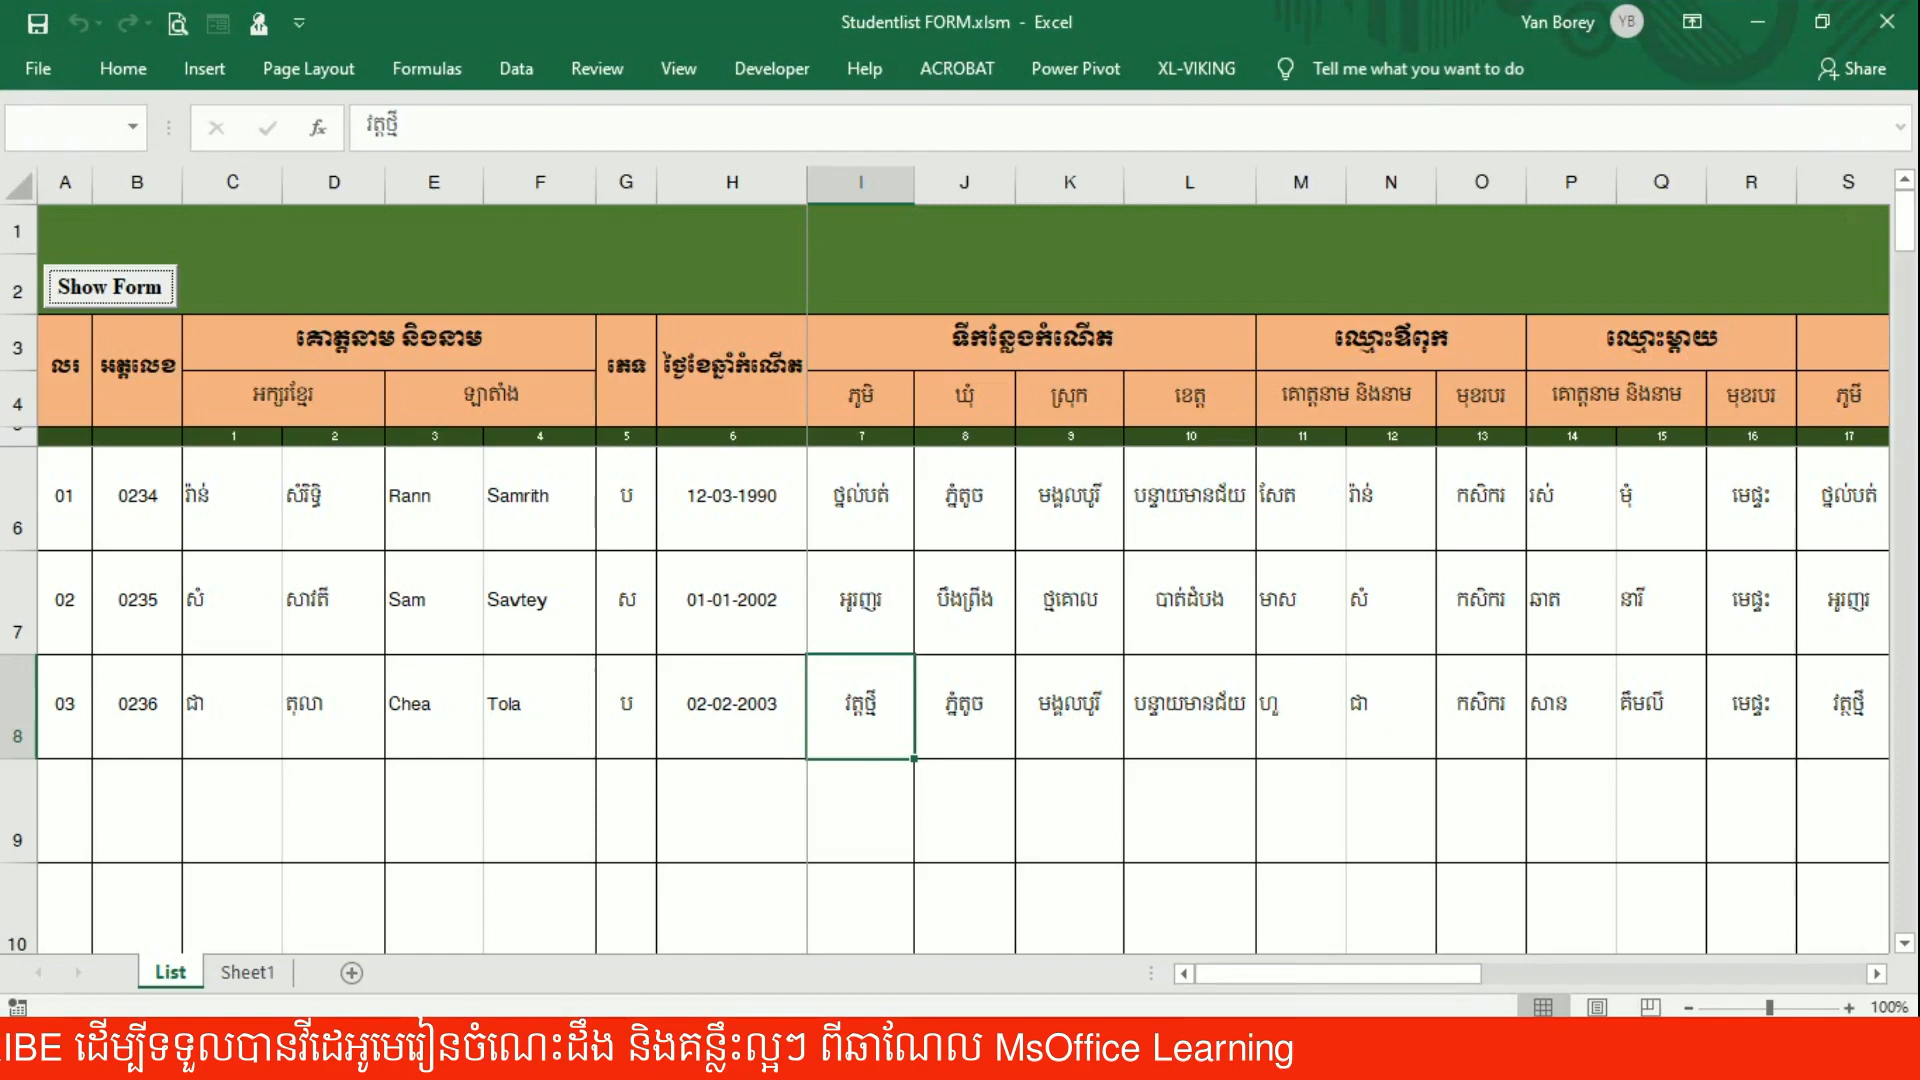 Studentlist FORM.xlsm - Excel
Yan Borey YB
File Home Insert Page Layout Formulas Data Review View Developer Help ACROBAT Power Pivot XL-VIKING Tell me what you want to do Share
fx វត្តថ្មី
A B C D E F G H I J K L M N O P Q R S
1
2 Show Form
3 លរ អត្តលេខ គោត្តនាម និងនាម ភេទ ថ្ងៃខែឆ្នាំកំណើត ទីកន្លែងកំណើត ឈ្មោះឪពុក ឈ្មោះម្តាយ
4 អក្សរខ្មែរ ឡាតាំង ភូមិ ឃុំ ស្រុក ខេត្ត គោត្តនាម និងនាម មុខរបរ គោត្តនាម និងនាម មុខរបរ ភូមិ
1 2 3 4 5 6 7 8 9 10 11 12 13 14 15 16 17
6 01 0234 រ៉ាន់ សំរិទ្ធិ Rann Samrith ប 12-03-1990 ថ្នល់បត់ ភ្នំតូច មង្គលបូរី បន្ទាយមានជ័យ សែត រ៉ាន់ កសិករ រស់ មុំ មេផ្ទះ ថ្នល់បត់
7 02 0235 សំ សាវតី Sam Savtey ស 01-01-2002 អូរញរ បឹងព្រីង ថ្មគោល បាត់ដំបង មាស សំ កសិករ ឆាត នារី មេផ្ទះ អូរញរ
8 03 0236 ជា តុលា Chea Tola ប 02-02-2003 វត្តថ្មី ភ្នំតូច មង្គលបូរី បន្ទាយមានជ័យ ហួ ជា កសិករ សាន គឹមលី មេផ្ទះ វត្តថ្មី
9
10
List Sheet1
100%
IBE ដើម្បីទទួលបានវីដេអូមេរៀនចំណេះដឹង និងគន្លឹះល្អៗ ពីឆាណែល MsOffice Learning